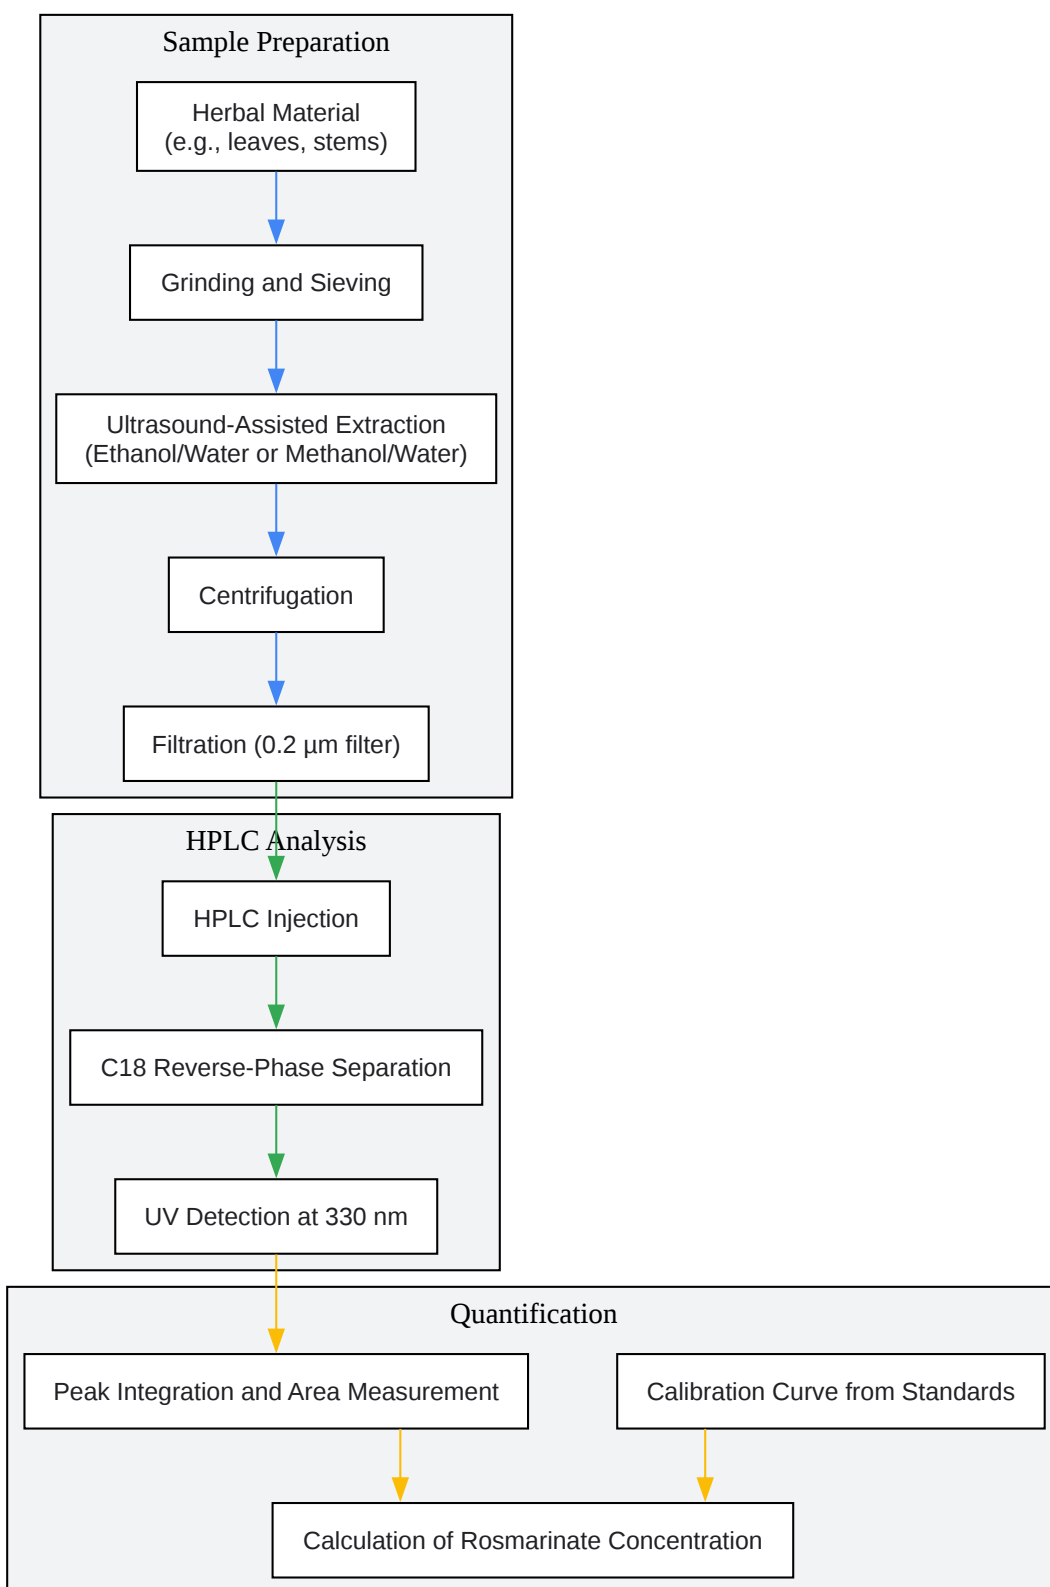 Sample Preparation
Herbal Material
(e.g., leaves, stems)
Grinding and Sieving
Ultrasound-Assisted Extraction
(Ethanol/Water or Methanol/Water)
Centrifugation
Filtration (0.2 µm filter)
HPLC Analysis
HPLC Injection
C18 Reverse-Phase Separation
UV Detection at 330 nm
Quantification
Peak Integration and Area Measurement
Calibration Curve from Standards
Calculation of Rosmarinate Concentration